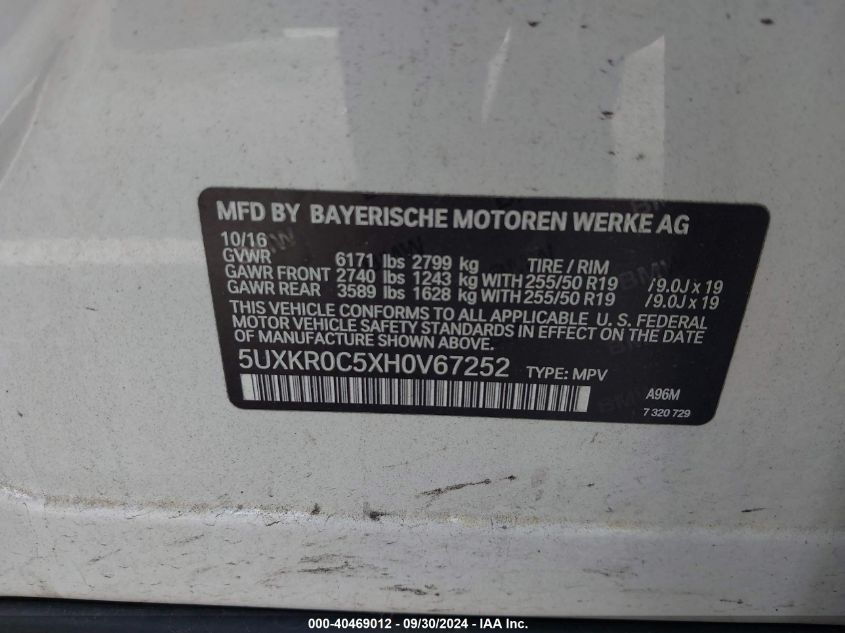 MFD BY BAYERISCHE MOTOREN WERKE AG
10/16
GVWR 6171 lbs 2799 kg TIRE / RIM
GAWR FRONT 2740 lbs 1243 kg WITH 255/50 R19 /9.0J x 19
GAWR REAR 3589 lbs 1628 kg WITH 255/50 R19 /9.0J x 19
THIS VEHICLE CONFORMS TO ALL APPLICABLE U. S. FEDERAL
MOTOR VEHICLE SAFETY STANDARDS IN EFFECT ON THE DATE
OF MANUFACTURE SHOWN ABOVE.
5UXKR0C5XH0V67252 TYPE: MPV
A96M
7 320 729
000-40469012 - 09/30/2024 - IAA Inc.